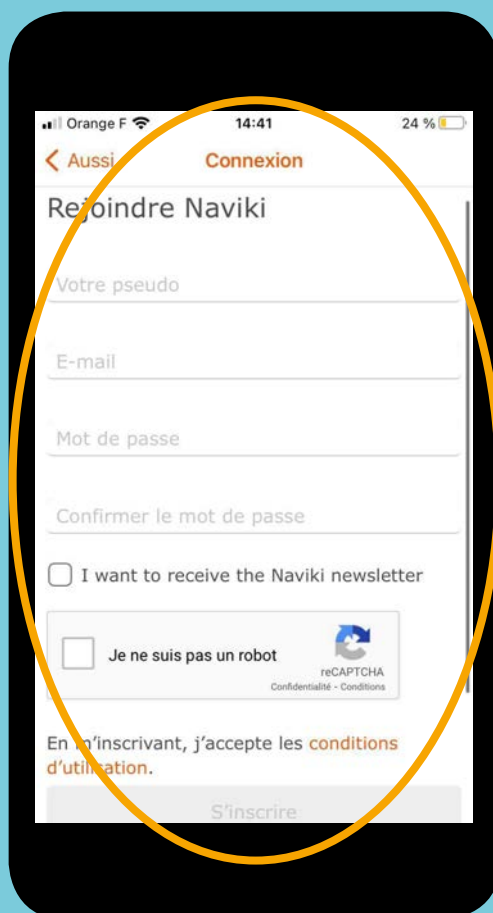 Orange F 14:41 24 %
Aussi Connexion
Rejoindre Naviki
Votre pseudo
E-mail
Mot de passe
Confirmer le mot de passe
I want to receive the Naviki newsletter
Je ne suis pas un robot
reCAPTCHA
Confidentialité - Conditions
En m'inscrivant, j'accepte les conditions
d'utilisation.
S'inscrire